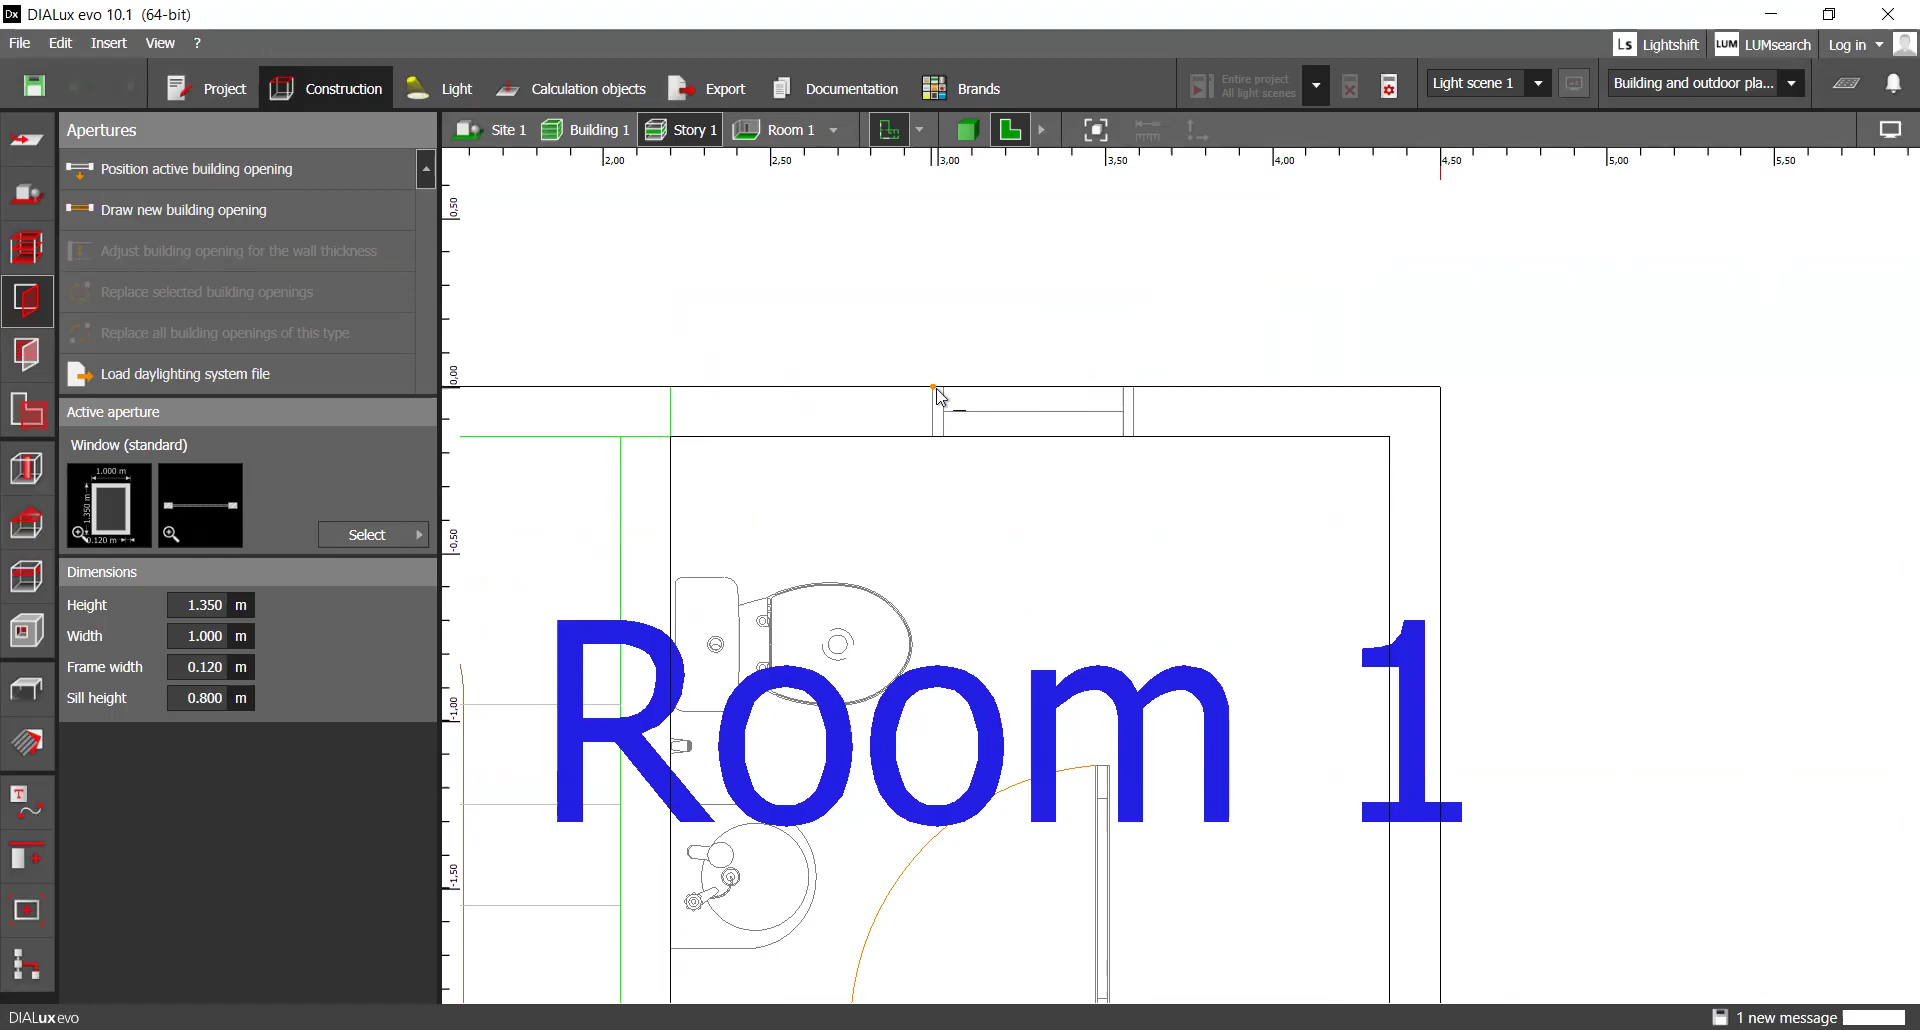 Dx DIALux evo 10.1 (64-bit)
File Edit Insert View ? Ls Lightshift LUM LUMsearch Log in
Project Construction Light Calculation objects Export Documentation Brands Entire project All light scenes Light scene 1 Building and outdoor pla...
Apertures Site 1 Building 1 Story 1 Room 1
2,00 2,50 3,00 3,50 4,00 4,50 5,00 5,50
Position active building opening
Draw new building opening
0,50
Adjust building opening for the wall thickness
Replace selected building openings
Replace all building openings of this type
Load daylighting system file
0,00
Active aperture
Window (standard)
1.000 m
1.350 m
0.120 m
Select
-0,50
Dimensions
Height 1.350 m
Width 1.000 m
Frame width 0.120 m
Sill height 0.800 m
-1,00
Room 1
T
-1,50
DIALux evo 1 new message